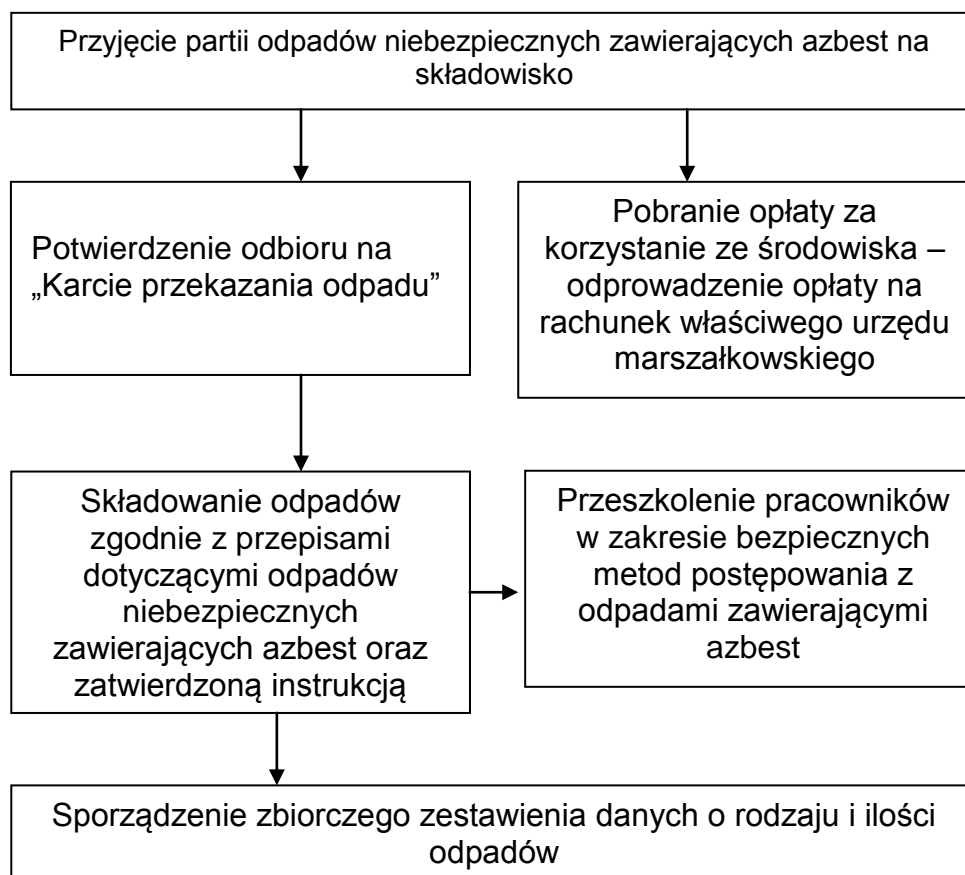 Przyjęcie partii odpadów niebezpiecznych zawierających azbest na
składowisko
Potwierdzenie odbioru na
„Karcie przekazania odpadu”
Pobranie opłaty za
korzystanie ze środowiska –
odprowadzenie opłaty na
rachunek właściwego urzędu
marszałkowskiego
Składowanie odpadów
zgodnie z przepisami
dotyczącymi odpadów
niebezpiecznych
zawierających azbest oraz
zatwierdzoną instrukcją
Przeszkolenie pracowników
w zakresie bezpiecznych
metod postępowania z
odpadami zawierającymi
azbest
Sporządzenie zbiorczego zestawienia danych o rodzaju i ilości
odpadów